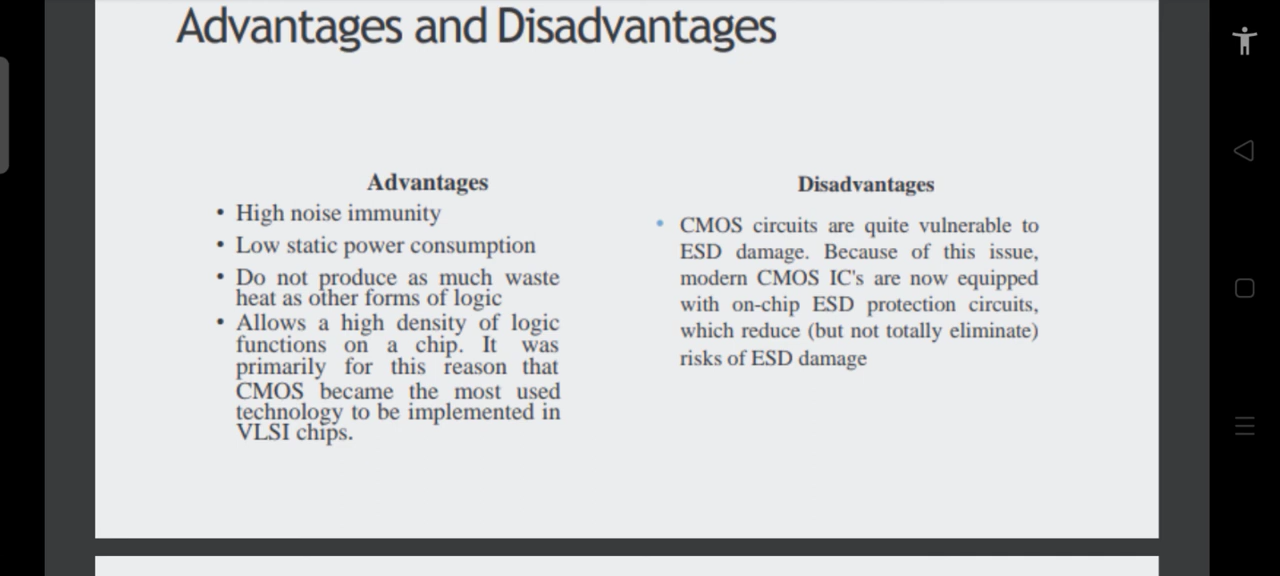 Advantages and Disadvantages
Advantages
• High noise immunity
• Low static power consumption
• Do not produce as much waste
heat as other forms of logic
• Allows a high density of logic
functions on a chip. It was
primarily for this reason that
CMOS became the most used
technology to be implemented in
VLSI chips.
Disadvantages
• CMOS circuits are quite vulnerable to
ESD damage. Because of this issue,
modern CMOS IC's are now equipped
with on-chip ESD protection circuits,
which reduce (but not totally eliminate)
risks of ESD damage